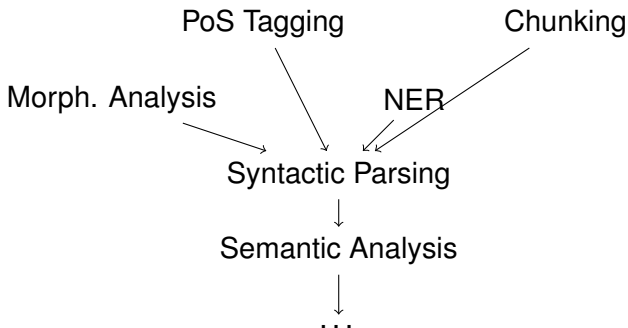 PoS Tagging Chunking
Morph. Analysis NER
Syntactic Parsing
Semantic Analysis
...